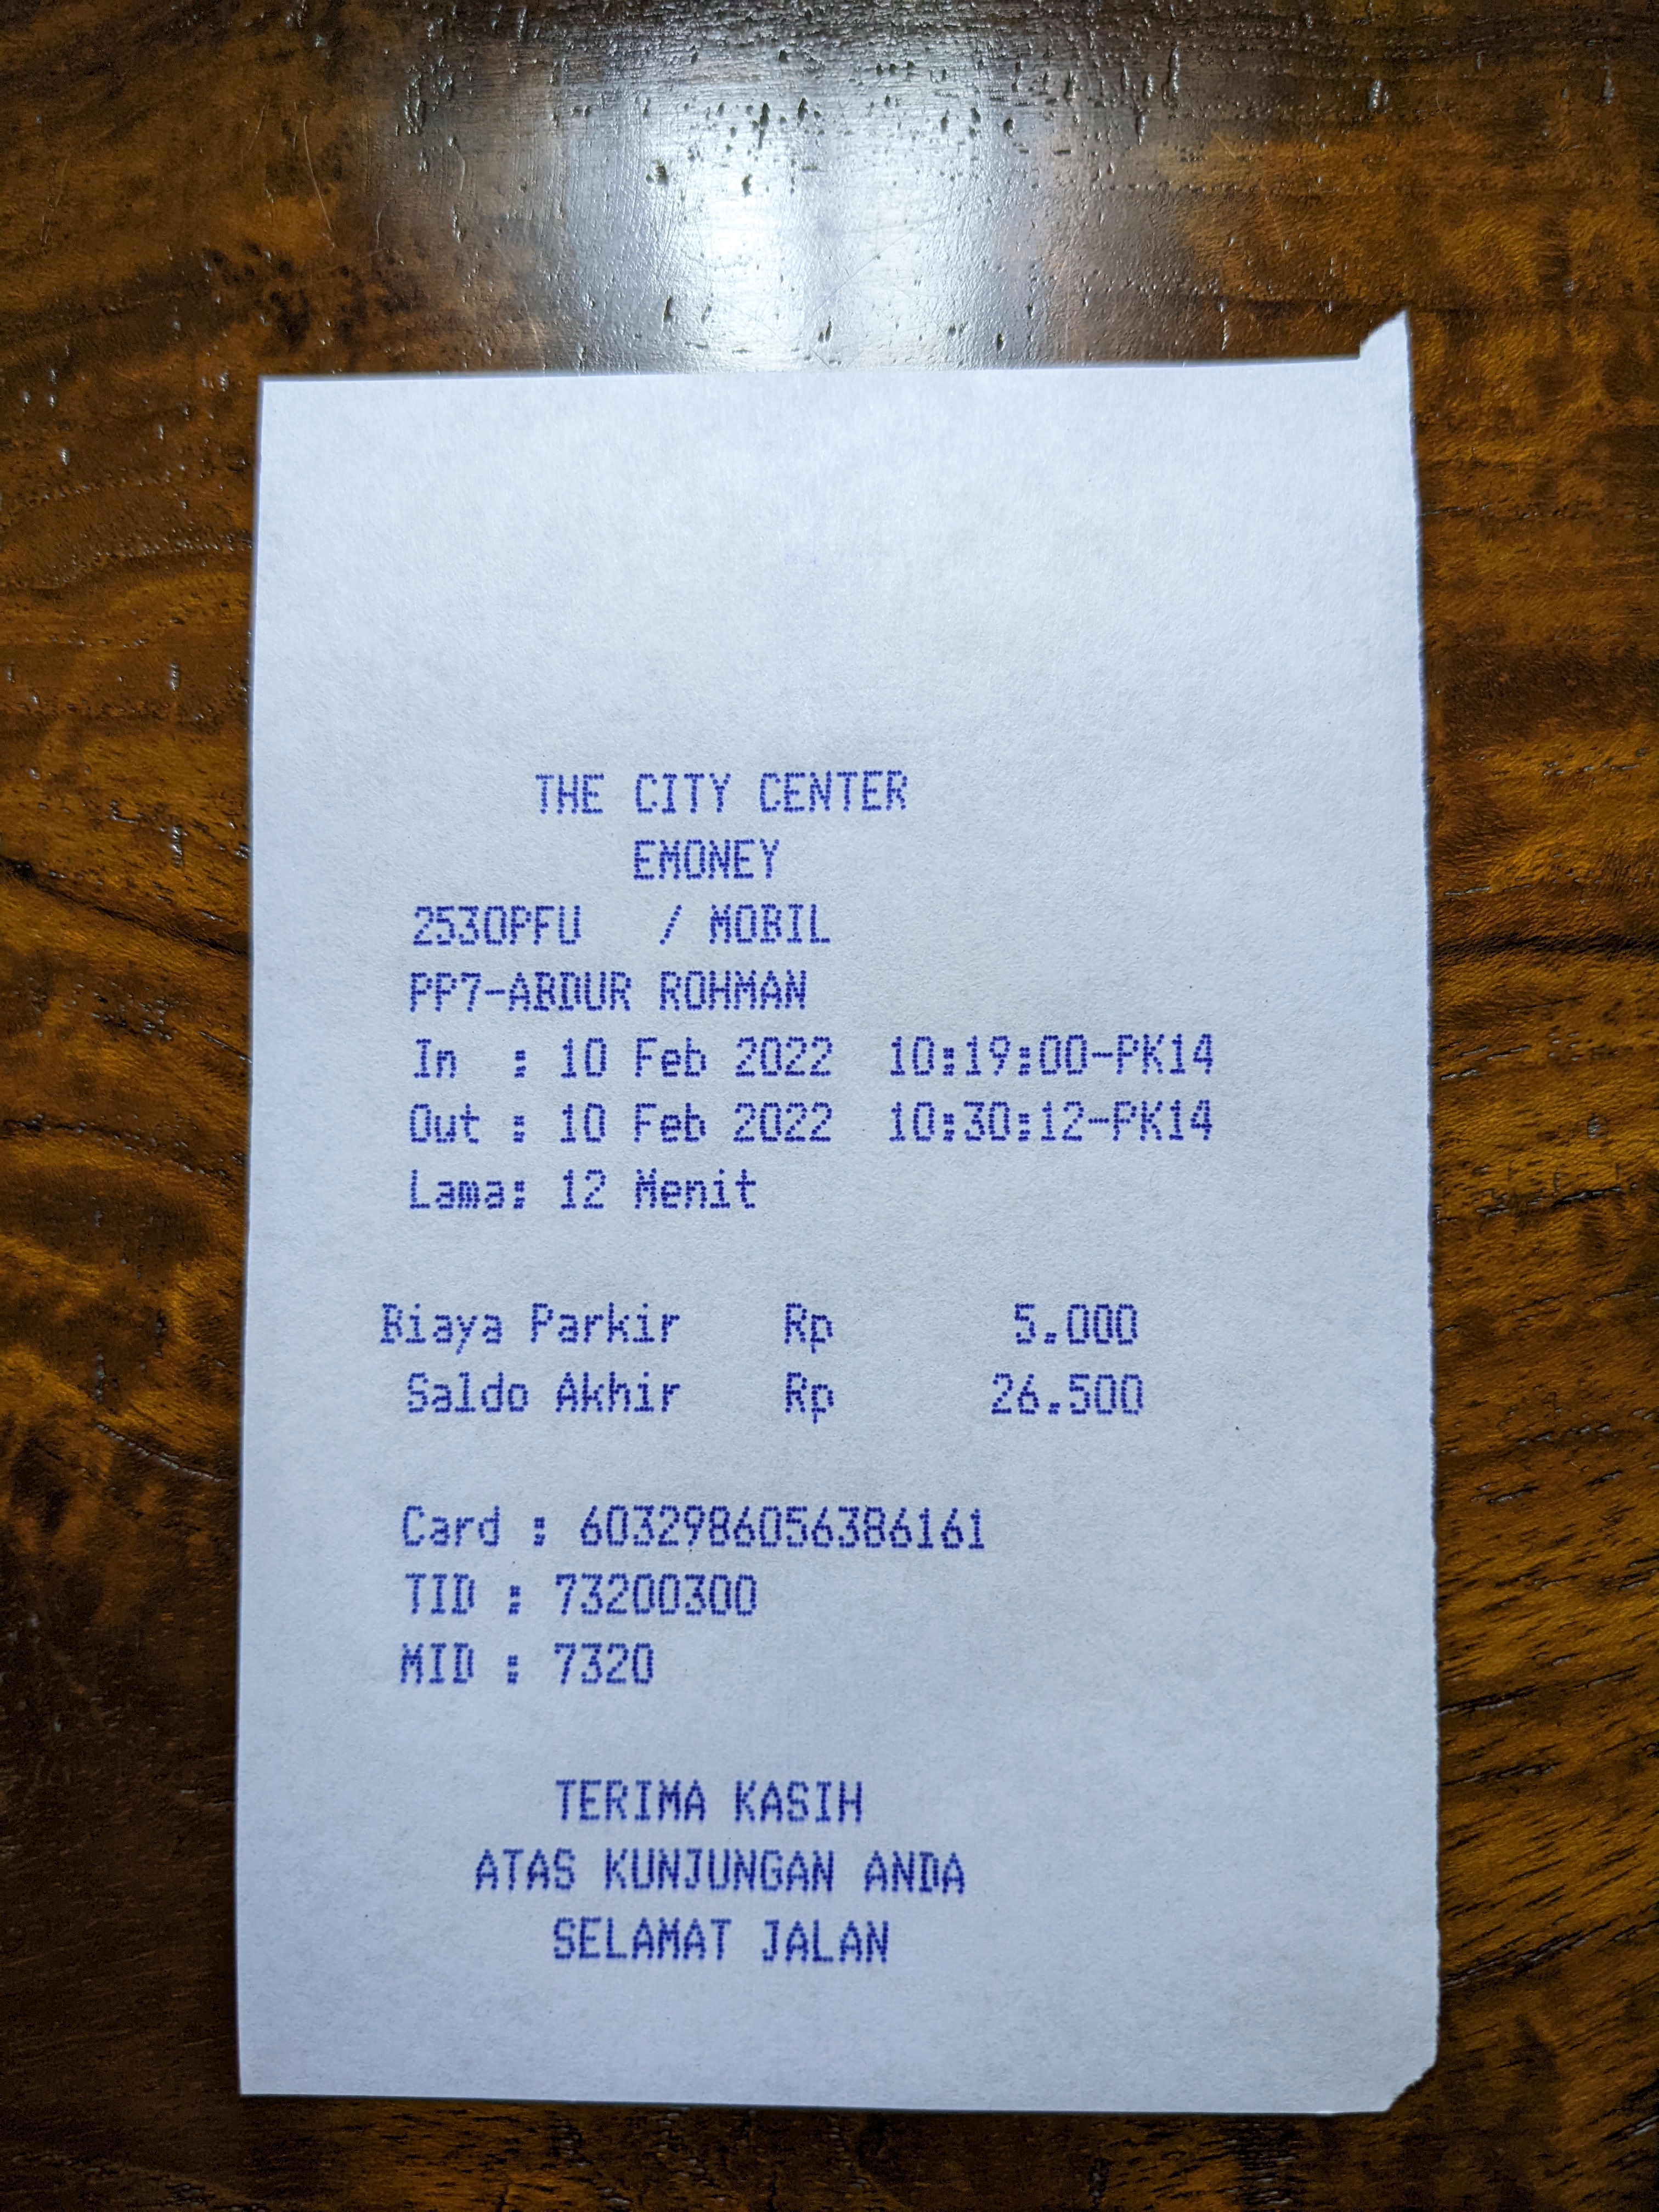 THE CITY CENTER
EMONEY
2530PFU / MOBIL
PP7-ABDUR ROHMAN
In : 10 Feb 2022 10:19:00-PK14
Out : 10 Feb 2022 10:30:12-PK14
Lama: 12 Menit
Biaya Parkir Rp 5.000
Saldo Akhir Rp 26.500
Card : 6032986056386161
TID : 73200300
MID : 7320
TERIMA KASIH
ATAS KUNJUNGAN ANDA
SELAMAT JALAN